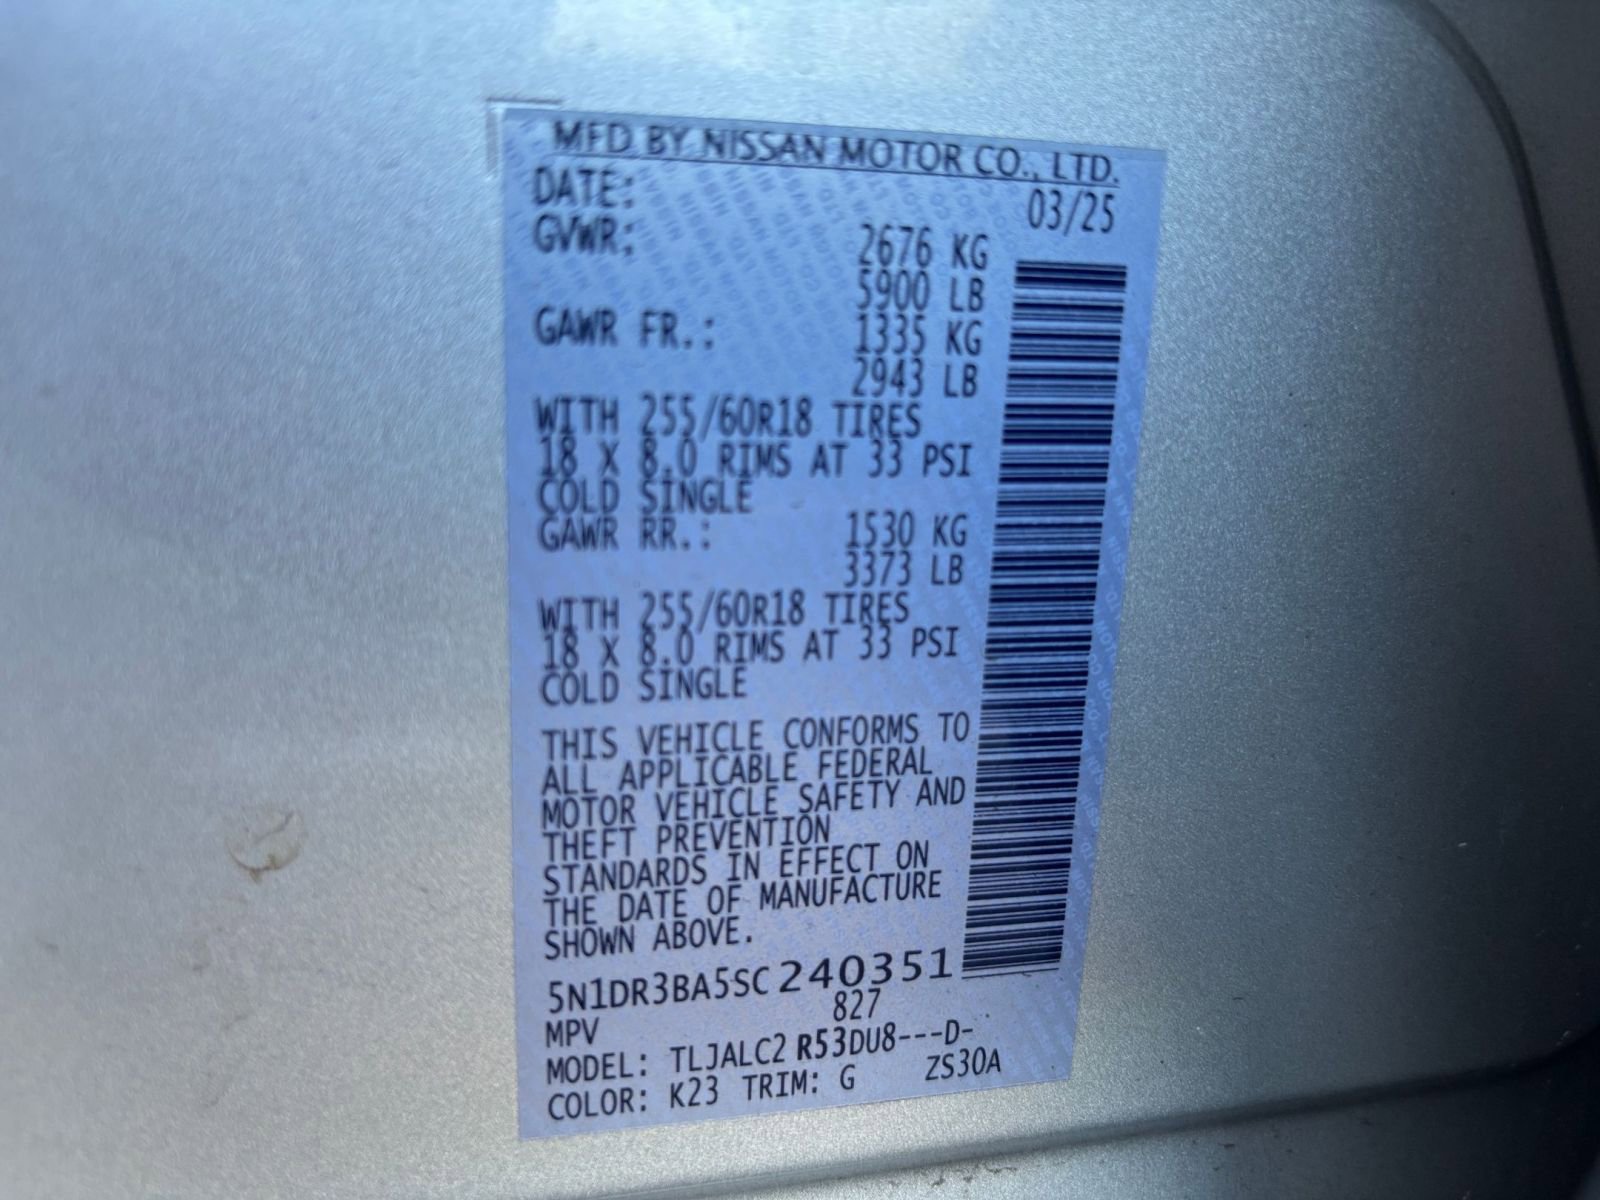 MFD BY NISSAN MOTOR CO., LTD.
DATE: 03/25
GVWR: 2676 KG
5900 LB
GAWR FR.: 1335 KG
2943 LB
WITH 255/60R18 TIRES
18 X 8.0 RIMS AT 33 PSI
COLD SINGLE
GAWR RR.: 1530 KG
3373 LB
WITH 255/60R18 TIRES
18 X 8.0 RIMS AT 33 PSI
COLD SINGLE
THIS VEHICLE CONFORMS TO
ALL APPLICABLE FEDERAL
MOTOR VEHICLE SAFETY AND
THEFT PREVENTION
STANDARDS IN EFFECT ON
THE DATE OF MANUFACTURE
SHOWN ABOVE.
5N1DR3BA5SC 240351
MPV 827
MODEL: TLJALC2 R53DU8---D-
COLOR: K23 TRIM: G ZS30A